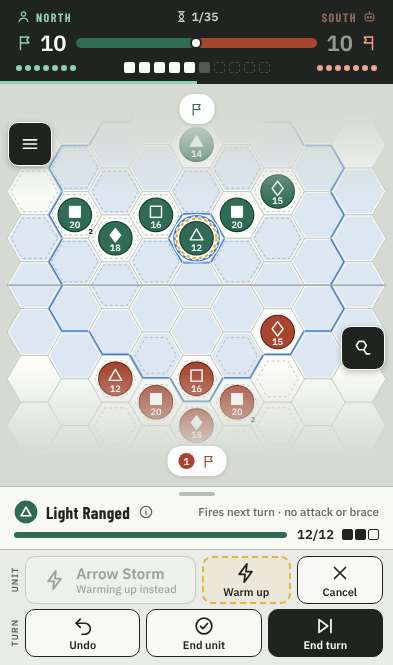 NORTH
1/35
SOUTH
10
10
14
20
2
18
16
12
20
15
15
12
20
16
20
2
18
1
Light Ranged
Fires next turn · no attack or brace
12/12
UNIT
Arrow Storm
Warming up instead
Warm up
Cancel
TURN
Undo
End unit
End turn